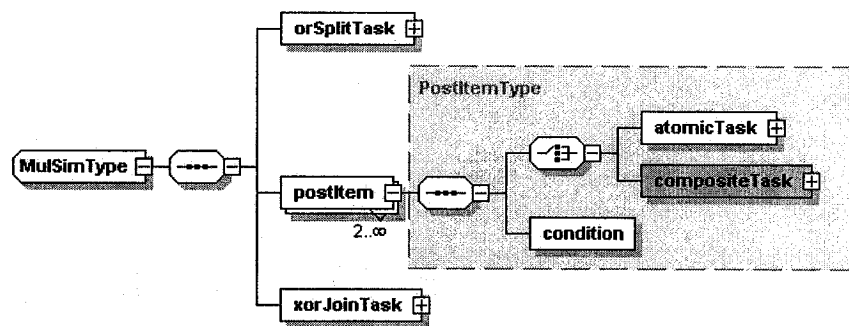 orSplitTask
PostItemType
atomicTask
MulSimType
compositeTask
postItem
2..∞
condition
xorJoinTask